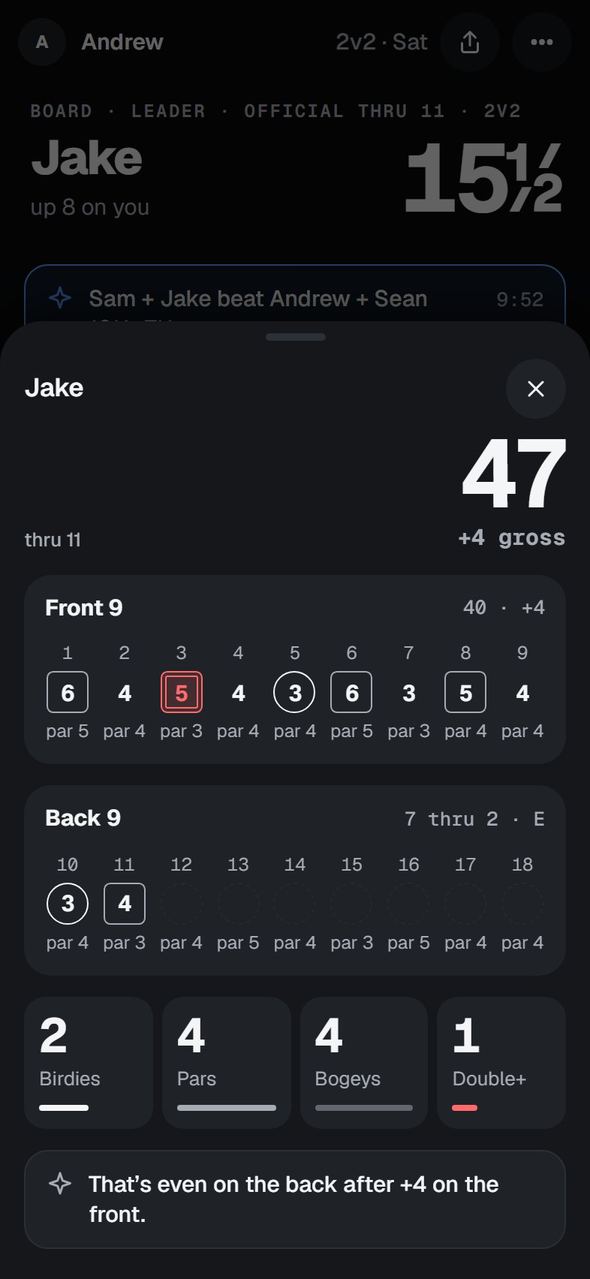 A Andrew 2v2 · Sat
BOARD · LEADER · OFFICIAL THRU 11 · 2V2
Jake 15½
up 8 on you
Sam + Jake beat Andrew + Sean 9:52
Jake
47
thru 11 +4 gross
Front 9 40 · +4
1 2 3 4 5 6 7 8 9
6 4 5 4 3 6 3 5 4
par 5 par 4 par 3 par 4 par 4 par 5 par 3 par 4 par 4
Back 9 7 thru 2 · E
10 11 12 13 14 15 16 17 18
3 4
par 4 par 3 par 4 par 5 par 4 par 3 par 5 par 4 par 4
2 4 4 1
Birdies Pars Bogeys Double+
That’s even on the back after +4 on the
front.